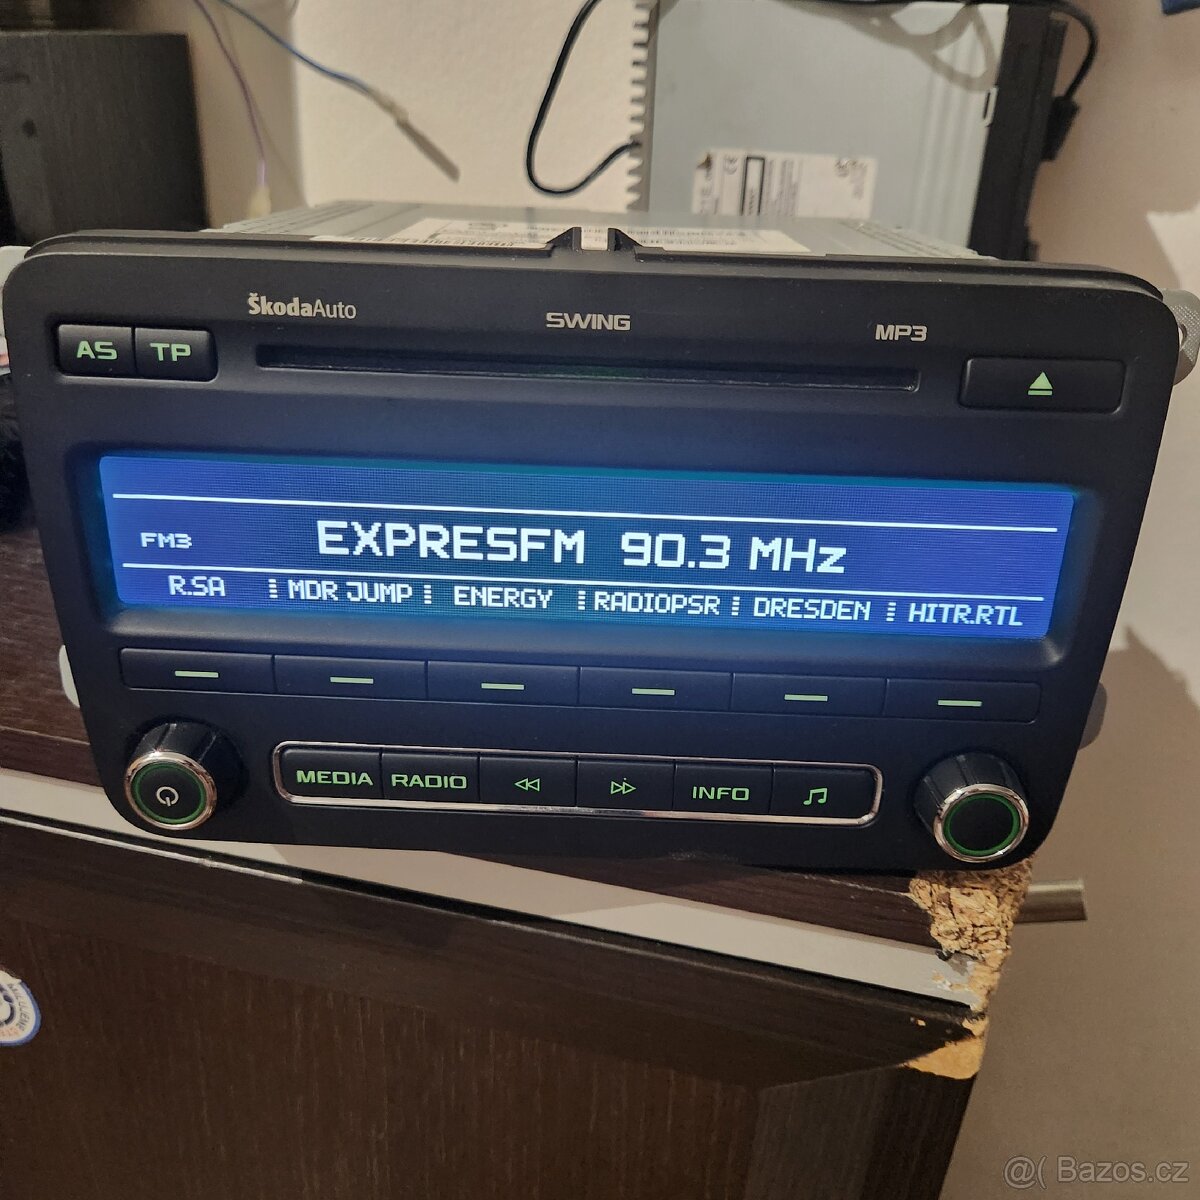 ŠkodaAuto
SWING
MP3
AS
TP
EXPRESFM 90.3 MHz
FM3
R.SA
MDR JUMP
ENERGY
RADIOPSR
DRESDEN
HITR.RTL
MEDIA
RADIO
INFO
@( Bazos.cz